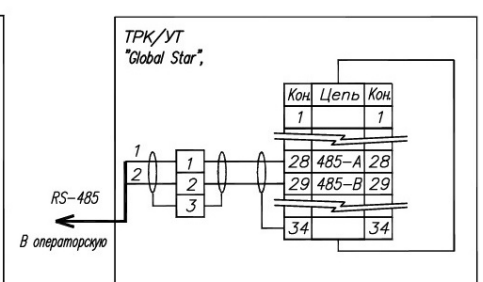 ТРК/УТ
"Global Star",
Кон. Цепь Кон.
1 1
1 1 28 485-А 28
2 2 29 485-В 29
3
RS-485
34 34
В операторскую